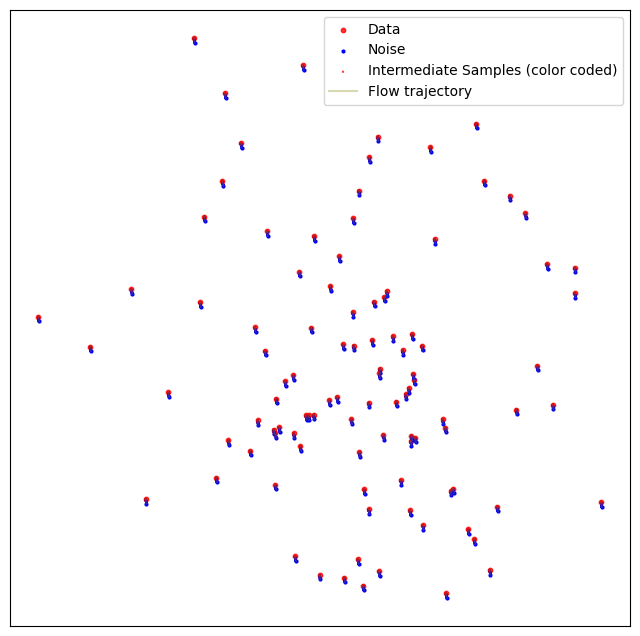 Data
Noise
Intermediate Samples (color coded)
Flow trajectory